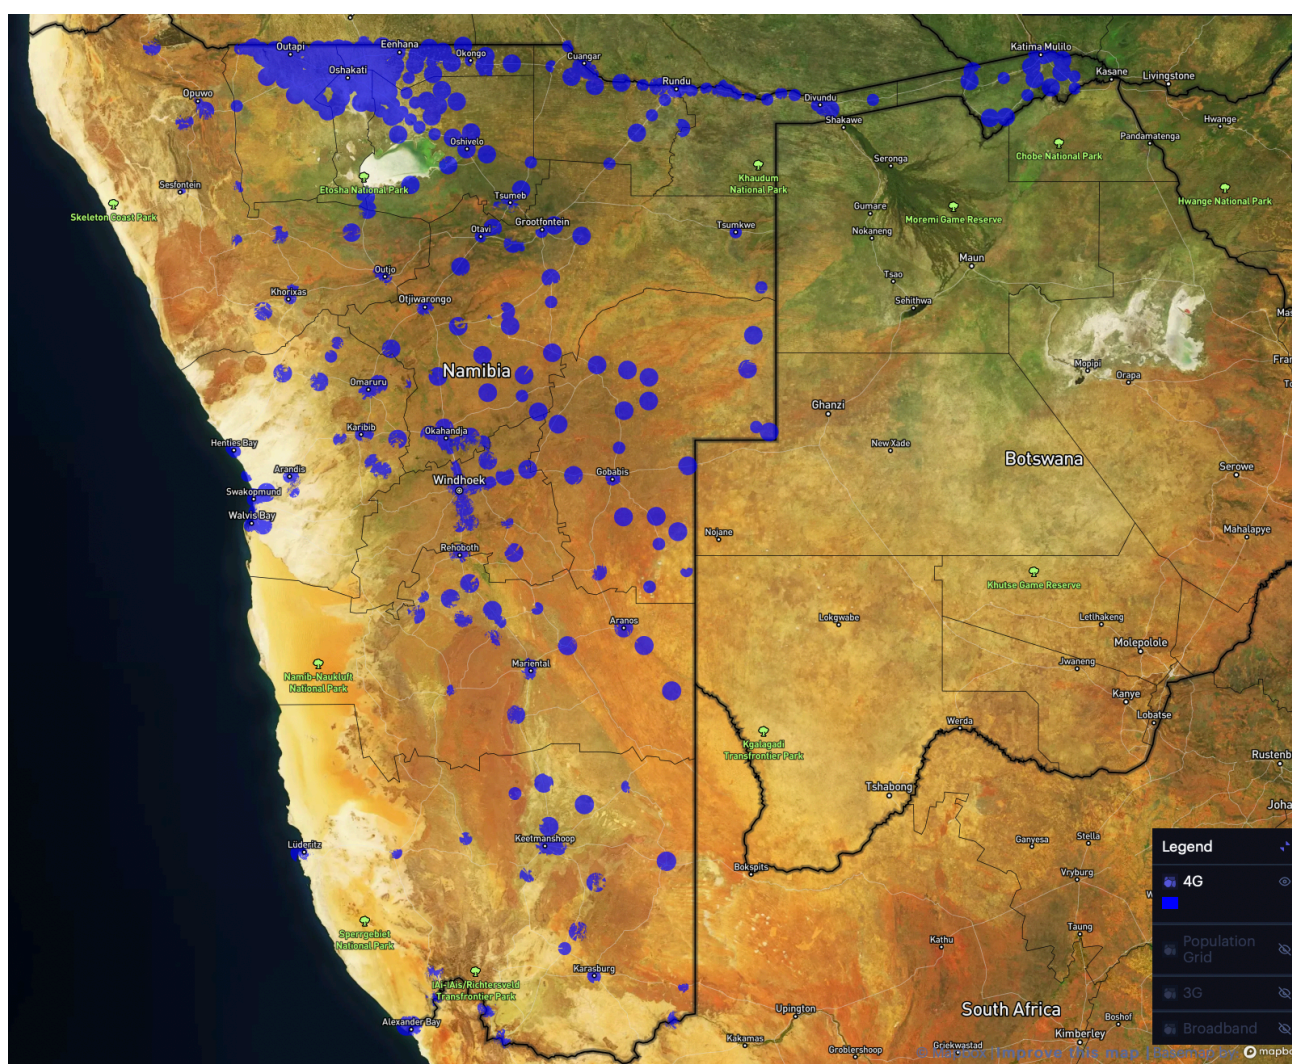 Outapi
Eenhana
Okongo
Cuangar
Oshakati
Katima Mulilo
Kasane
Livingstone
Opuwo
Rundu
Divundu
Shakawe
Hwange
Oshivelo
Pandamatenga
Seronga
Chobe National Park
Sesfontein
Etosha National Park
Khaudum
National Park
Tsumeb
Hwange National Park
Skeleton Coast Park
Gumare
Moremi Game Reserve
Otavi
Grootfontein
Tsumkwe
Nokaneng
Maun
Outjo
Tsao
Khorixas
Otjiwarongo
Sehithwa
Namibia
Mopipi
Orapa
Omaruru
Ghanzi
Karibib
Okahandja
Henties Bay
New Xade
Botswana
Arandis
Windhoek
Gobabis
Serowe
Swakopmund
Walvis Bay
Nojane
Mahalapye
Rehoboth
Khutse Game Reserve
Aranos
Lokgwabe
Letlhakeng
Molepolole
Mariental
Jwaneng
Namib-Naukluft
National Park
Kanye
Lobatse
Werda
Kgalagadi
Transfrontier Park
Tshabong
Keetmanshoop
Lüderitz
Bokspits
Ganyesa
Stella
Vryburg
Sperrgebiet
National Park
Taung
Kathu
Karasburg
|Ai-|Ais/Richtersveld
Transfrontier Park
Alexander Bay
Upington
South Africa
Boshof
Kimberley
Kakamas
Groblershoop
Griekwastad
Legend
4G
Population
Grid
3G
Broadband
Improve this map